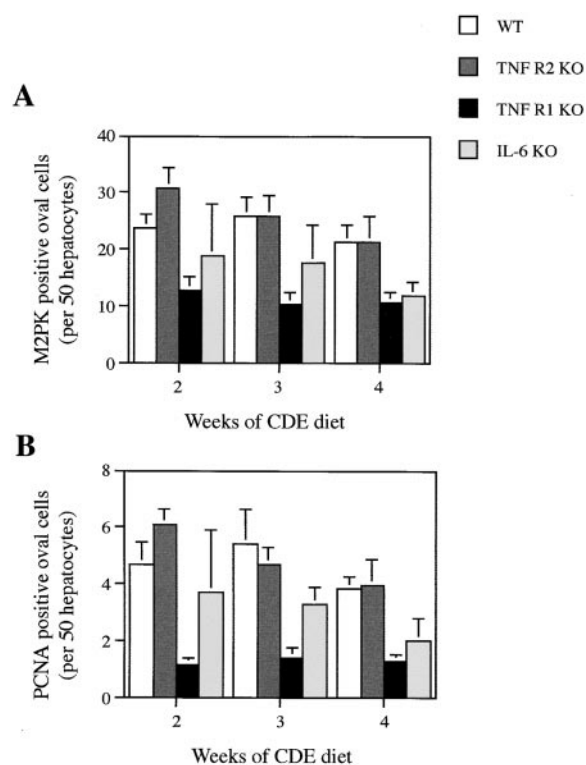 WT
TNF R2 KO
TNF R1 KO
IL-6 KO
A
M2PK positive oval cells
(per 50 hepatocytes)
40
30
20
10
0
2
3
4
Weeks of CDE diet
B
PCNA positive oval cells
(per 50 hepatocytes)
8
6
4
2
0
2
3
4
Weeks of CDE diet